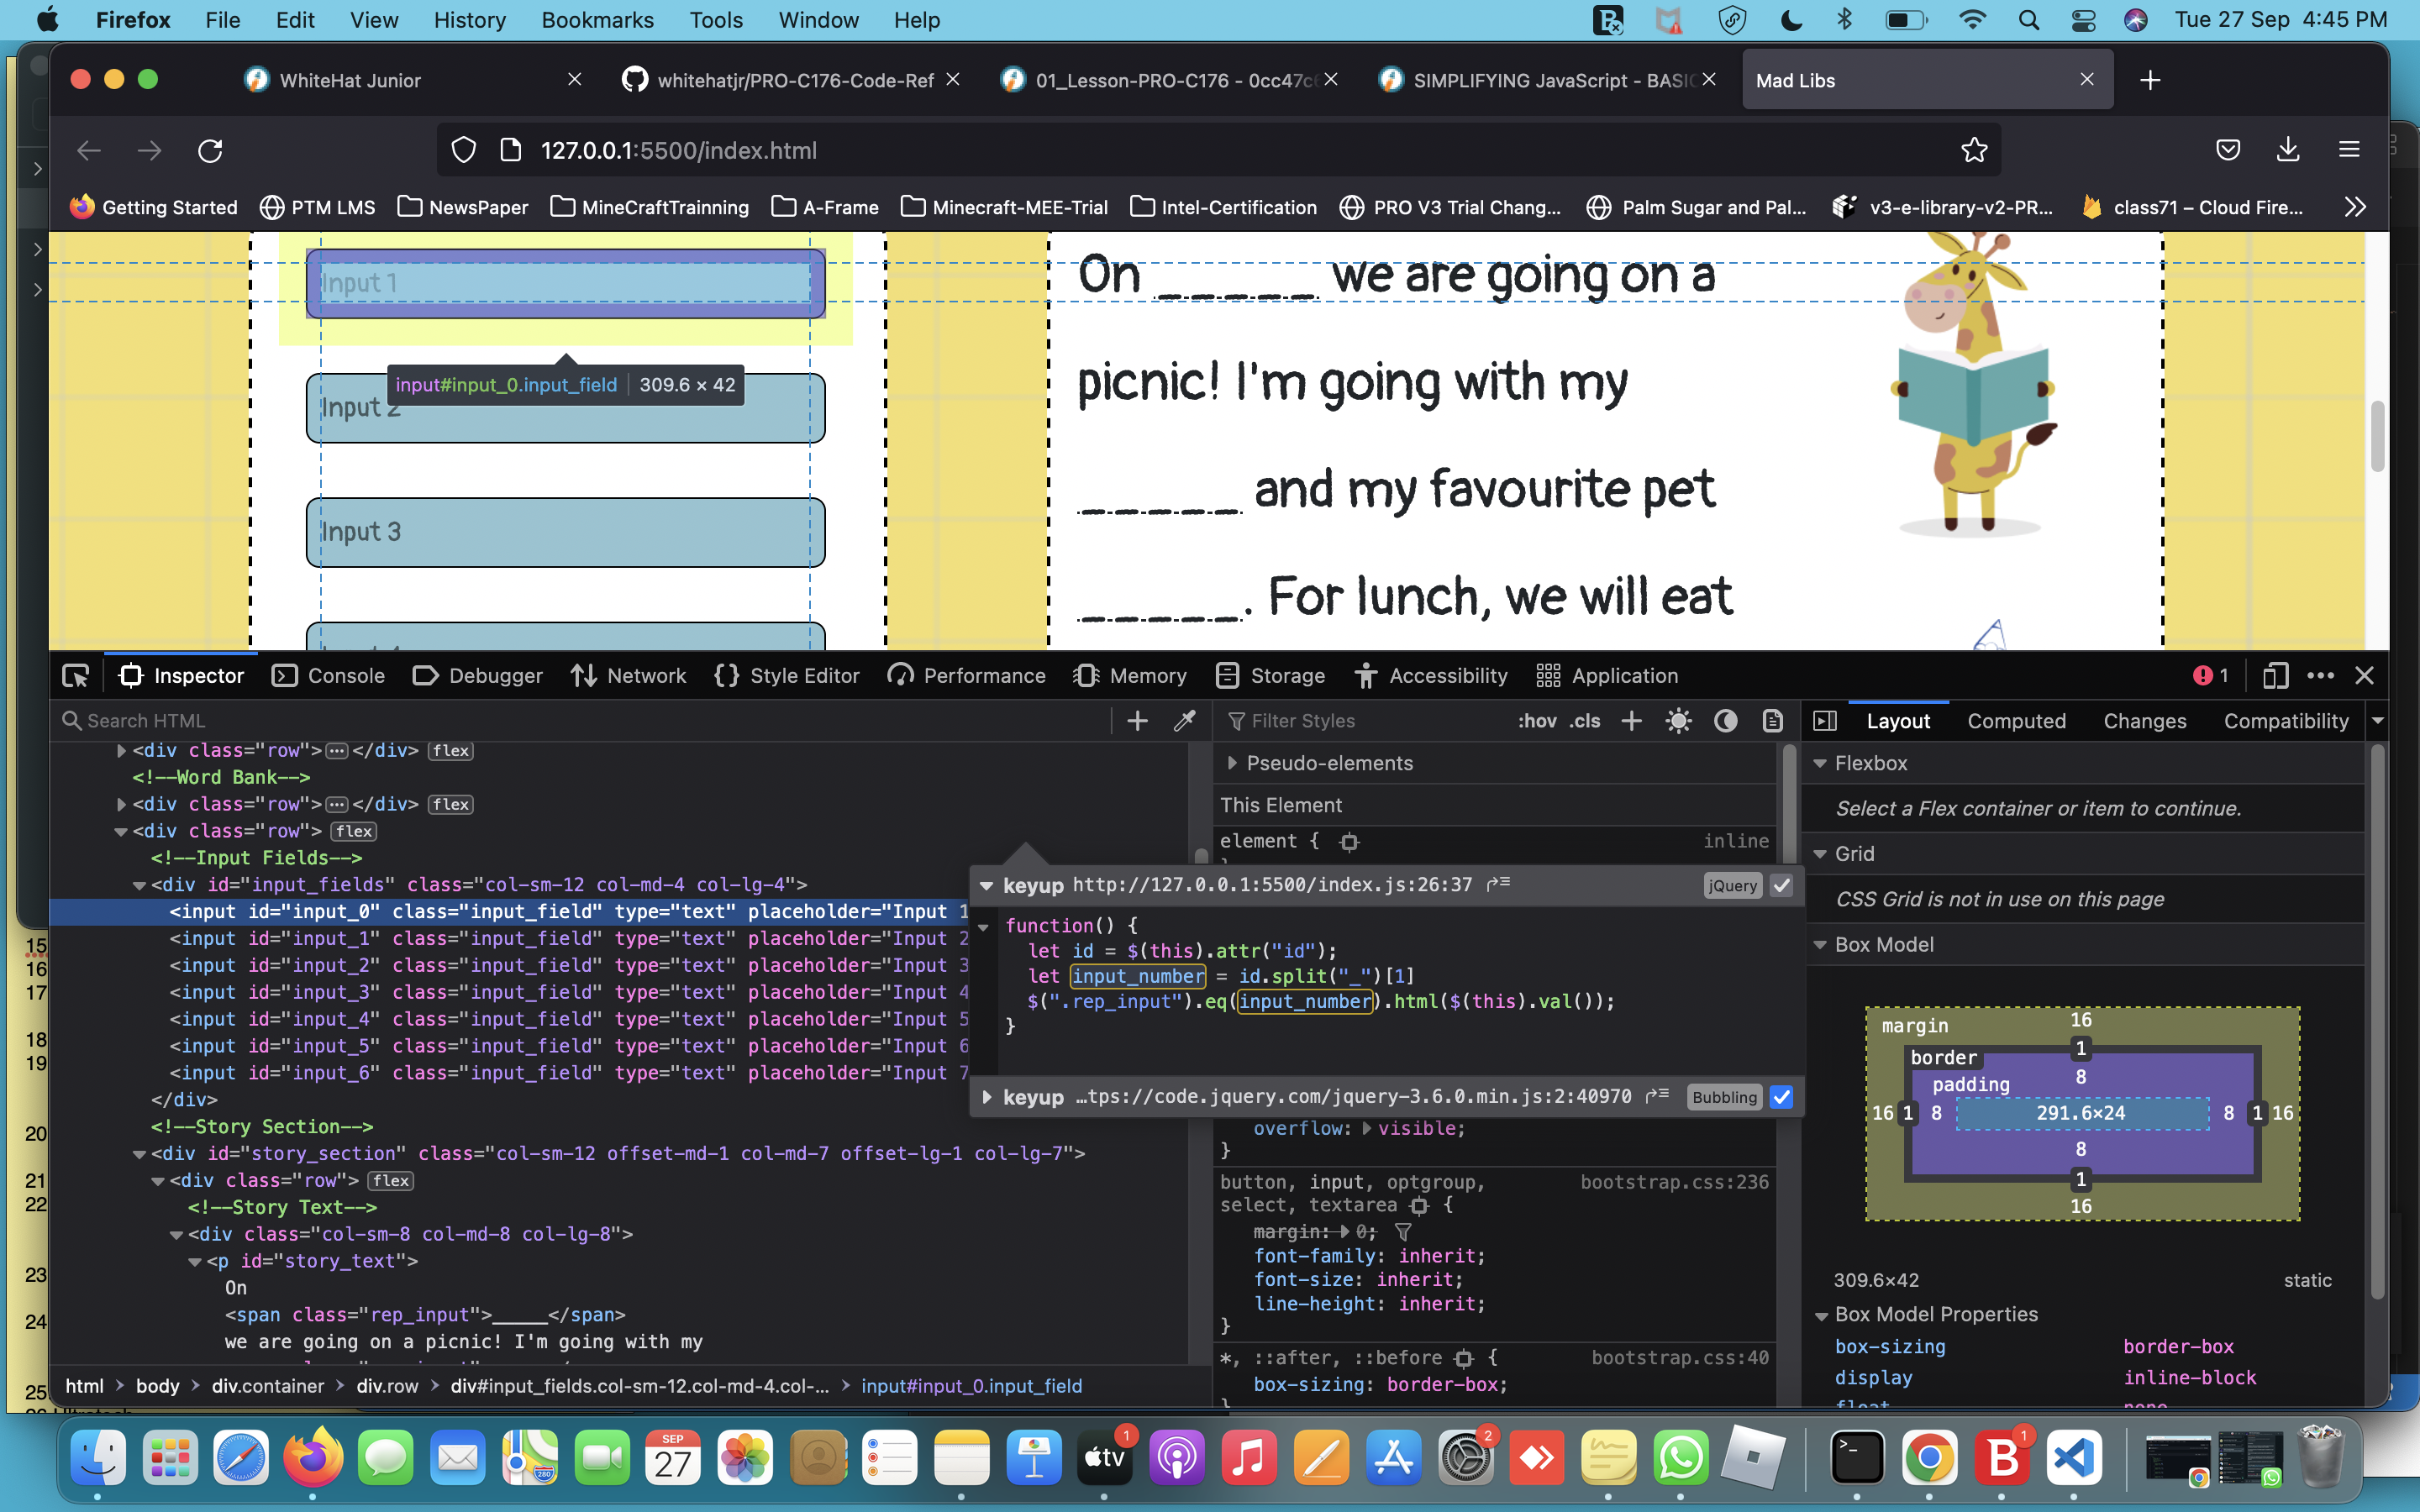 Firefox File Edit View History Bookmarks Tools Window Help Tue 27 Sep 4:45 PM
WhiteHat Junior whitehatjr/PRO-C176-Code-Ref 01_Lesson-PRO-C176 - 0cc47c SIMPLIFYING JavaScript - BASIC Mad Libs
127.0.0.1:5500/index.html
Getting Started PTM LMS NewsPaper MineCraftTrainning A-Frame Minecraft-MEE-Trial Intel-Certification PRO V3 Trial Chang... Palm Sugar and Pal... v3-e-library-v2-PR... class71 – Cloud Fire...
Input 1
input#input_0.input_field 309.6 × 42
Input 2
Input 3
On _____ we are going on a
picnic! I'm going with my
_____ and my favourite pet
_____. For lunch, we will eat
Inspector Console Debugger Network Style Editor Performance Memory Storage Accessibility Application 1
Search HTML
<div class="row">···</div> flex
<!--Word Bank-->
<div class="row">···</div> flex
<div class="row"> flex
<!--Input Fields-->
<div id="input_fields" class="col-sm-12 col-md-4 col-lg-4">
<input id="input_0" class="input_field" type="text" placeholder="Input 1
<input id="input_1" class="input_field" type="text" placeholder="Input 2
<input id="input_2" class="input_field" type="text" placeholder="Input 3
<input id="input_3" class="input_field" type="text" placeholder="Input 4
<input id="input_4" class="input_field" type="text" placeholder="Input 5
<input id="input_5" class="input_field" type="text" placeholder="Input 6
<input id="input_6" class="input_field" type="text" placeholder="Input 7
</div>
<!--Story Section-->
<div id="story_section" class="col-sm-12 offset-md-1 col-md-7 offset-lg-1 col-lg-7">
<div class="row"> flex
<!--Story Text-->
<div class="col-sm-8 col-md-8 col-lg-8">
<p id="story_text">
On
<span class="rep_input">_____</span>
we are going on a picnic! I'm going with my
html > body > div.container > div.row > div#input_fields.col-sm-12.col-md-4.col-... > input#input_0.input_field
Filter Styles :hov .cls
Pseudo-elements
This Element
element { inline
keyup http://127.0.0.1:5500/index.js:26:37 jQuery
function() {
let id = $(this).attr("id");
let input_number = id.split("_")[1]
$(".rep_input").eq(input_number).html($(this).val());
}
keyup …tps://code.jquery.com/jquery-3.6.0.min.js:2:40970 Bubbling
overflow: visible;
}
button, input, optgroup, bootstrap.css:236
select, textarea {
margin: 0;
font-family: inherit;
font-size: inherit;
line-height: inherit;
}
*, ::after, ::before { bootstrap.css:40
box-sizing: border-box;
Layout Computed Changes Compatibility
Flexbox
Select a Flex container or item to continue.
Grid
CSS Grid is not in use on this page
Box Model
margin 16
border 1
padding 8
16 1 8 291.6×24 8 1 16
8
1
16
309.6×42 static
Box Model Properties
box-sizing border-box
display inline-block
15
16
17
18
19
20
21
22
23
24
25
SEP
27
tv
1
2
1